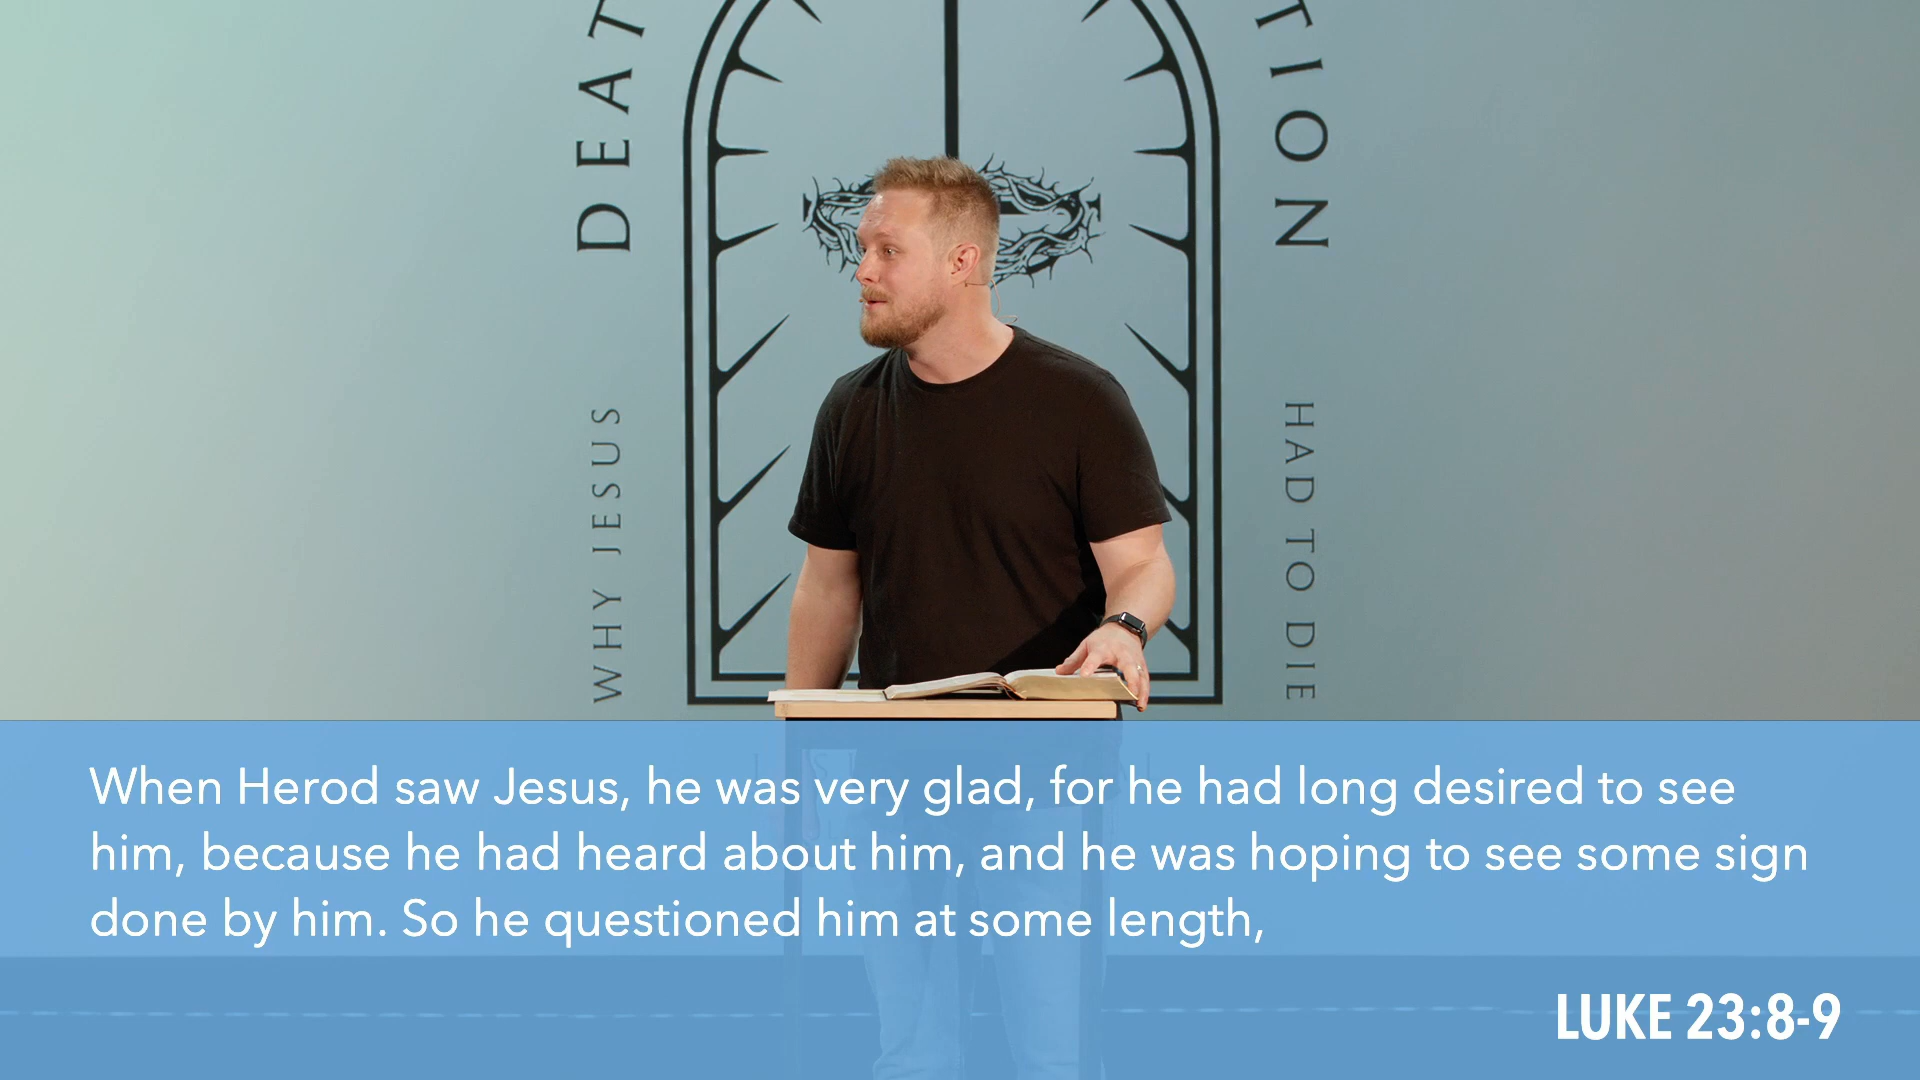 DEAT
TION
WHY JESUS
HAD TO DIE
When Herod saw Jesus, he was very glad, for he had long desired to see
him, because he had heard about him, and he was hoping to see some sign
done by him. So he questioned him at some length,
LUKE 23:8-9